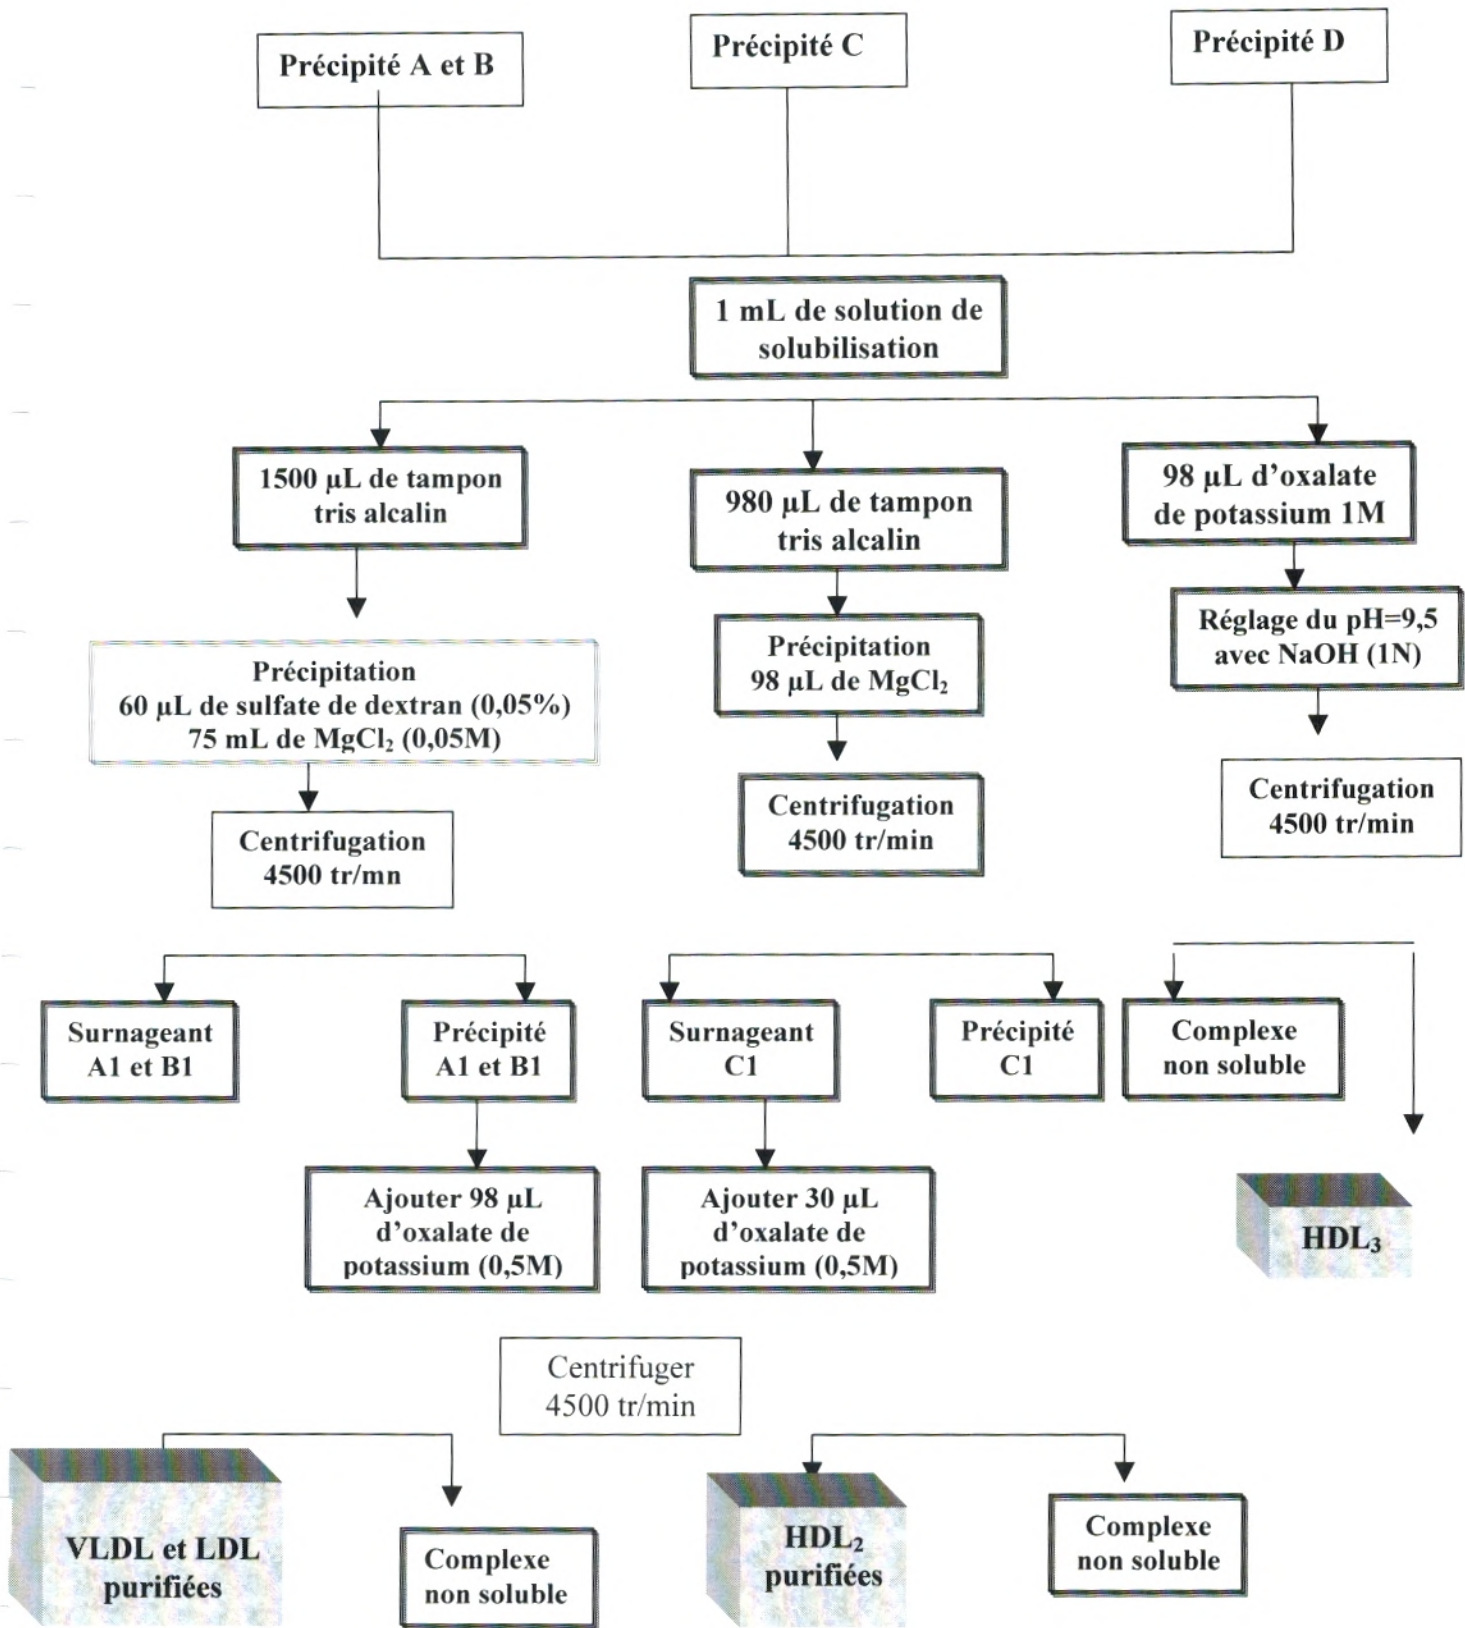 Précipité A et B
Précipité C
Précipité D
1 mL de solution de
solubilisation
1500 µL de tampon
tris alcalin
980 µL de tampon
tris alcalin
98 µL d'oxalate
de potassium 1M
Réglage du pH=9,5
avec NaOH (1N)
Précipitation
60 µL de sulfate de dextran (0,05%)
75 mL de MgCl₂ (0,05M)
Précipitation
98 µL de MgCl₂
Centrifugation
4500 tr/mn
Centrifugation
4500 tr/min
Centrifugation
4500 tr/min
Surnageant
A1 et B1
Précipité
A1 et B1
Surnageant
C1
Précipité
C1
Complexe
non soluble
Ajouter 98 µL
d'oxalate de
potassium (0,5M)
Ajouter 30 µL
d'oxalate de
potassium (0,5M)
HDL₃
Centrifuger
4500 tr/min
VLDL et LDL
purifiées
Complexe
non soluble
HDL₂
purifiées
Complexe
non soluble